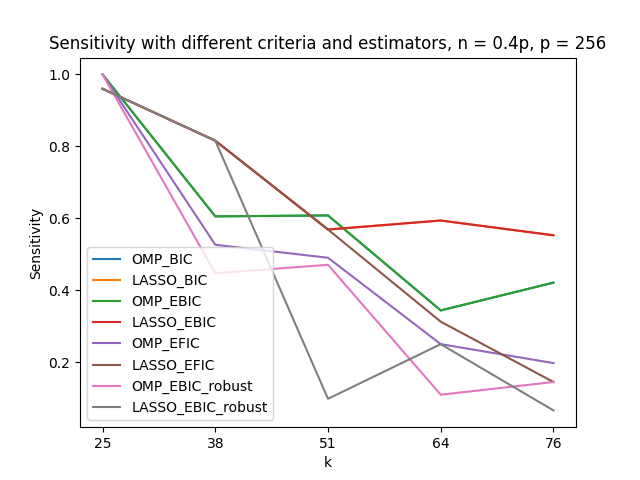 Sensitivity with different criteria and estimators, n = 0.4p, p = 256
1.0
0.8
0.6
0.4
0.2
Sensitivity
OMP_BIC
LASSO_BIC
OMP_EBIC
LASSO_EBIC
OMP_EFIC
LASSO_EFIC
OMP_EBIC_robust
LASSO_EBIC_robust
25 38 51 64 76
k